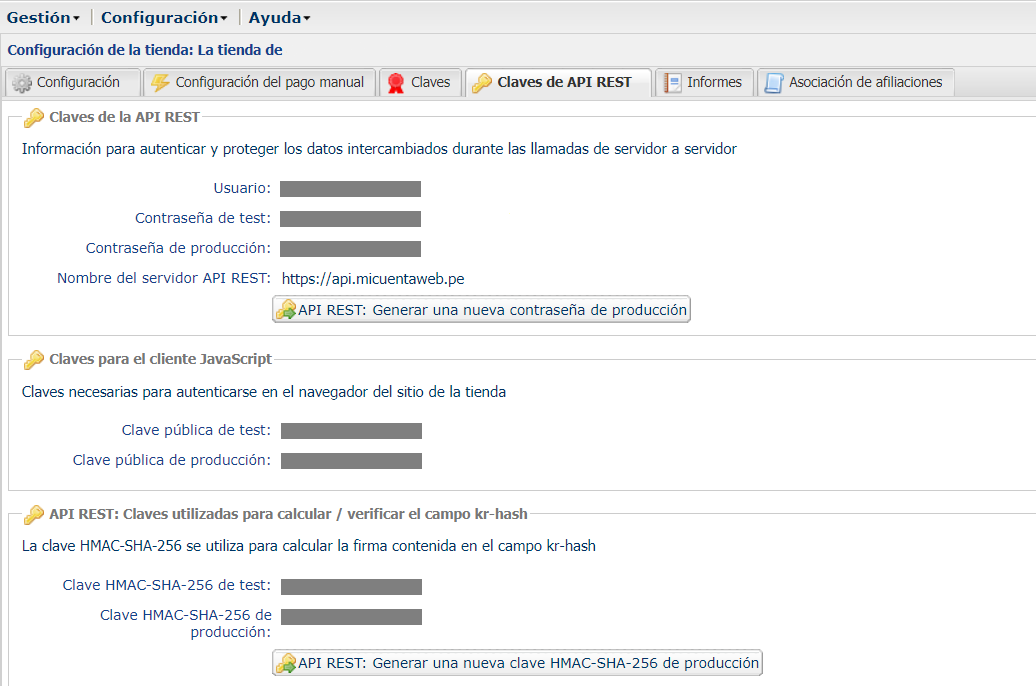 Gestión Configuración Ayuda
Configuración de la tienda: La tienda de
Configuración Configuración del pago manual Claves Claves de API REST Informes Asociación de afiliaciones
Claves de la API REST
Información para autenticar y proteger los datos intercambiados durante las llamadas de servidor a servidor
Usuario:
Contraseña de test:
Contraseña de producción:
Nombre del servidor API REST: https://api.micuentaweb.pe
API REST: Generar una nueva contraseña de producción
Claves para el cliente JavaScript
Claves necesarias para autenticarse en el navegador del sitio de la tienda
Clave pública de test:
Clave pública de producción:
API REST: Claves utilizadas para calcular / verificar el campo kr-hash
La clave HMAC-SHA-256 se utiliza para calcular la firma contenida en el campo kr-hash
Clave HMAC-SHA-256 de test:
Clave HMAC-SHA-256 de
producción:
API REST: Generar una nueva clave HMAC-SHA-256 de producción